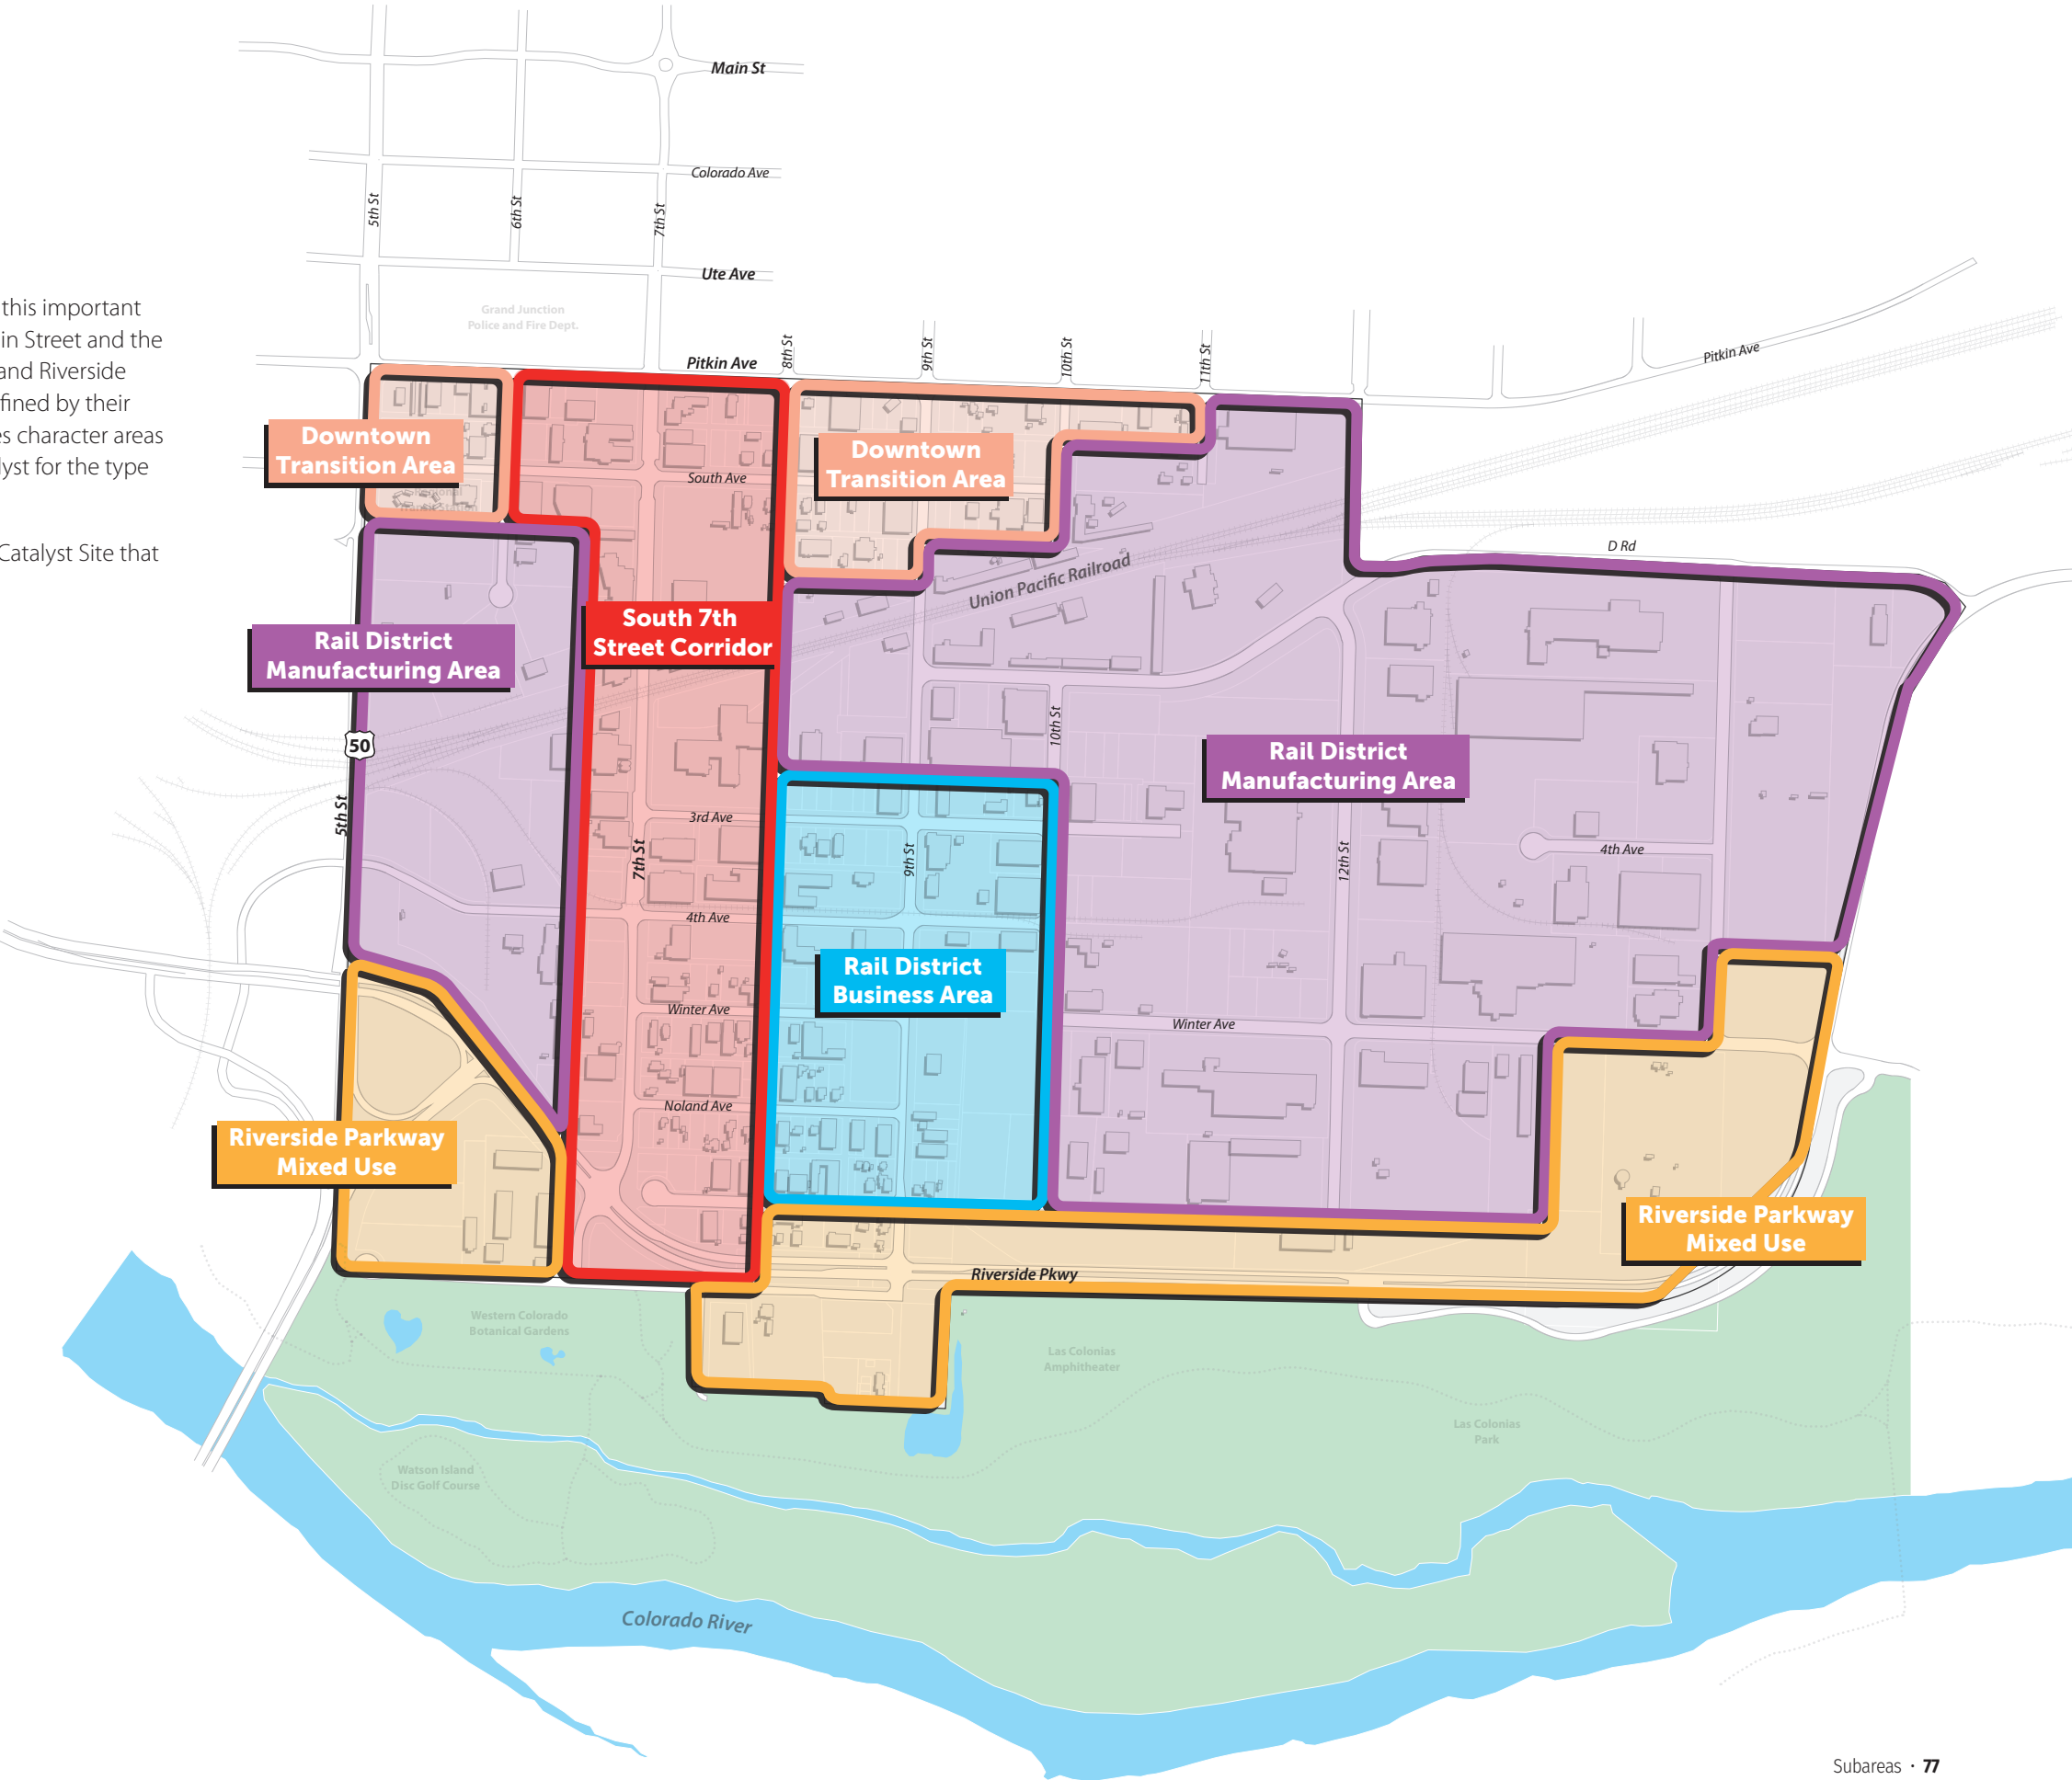 Main St
Colorado Ave
5th St
6th St
7th St
Ute Ave
this important
in Street and the
and Riverside
fined by their
es character areas
lyst for the type
Catalyst Site that
Grand Junction
Police and Fire Dept.
Pitkin Ave
8th St
9th St
10th St
11th St
Pitkin Ave
Downtown
Transition Area
Downtown
Transition Area
South Ave
D Rd
Union Pacific Railroad
South 7th
Street Corridor
Rail District
Manufacturing Area
50
5th St
10th St
Rail District
Manufacturing Area
3rd Ave
7th St
9th St
12th St
4th Ave
4th Ave
Rail District
Business Area
Winter Ave
Winter Ave
Noland Ave
Riverside Parkway
Mixed Use
Riverside Parkway
Mixed Use
Riverside Pkwy
Western Colorado
Botanical Gardens
Las Colonias
Amphitheater
Las Colonias
Park
Watson Island
Disc Golf Course
Colorado River
Subareas · 77